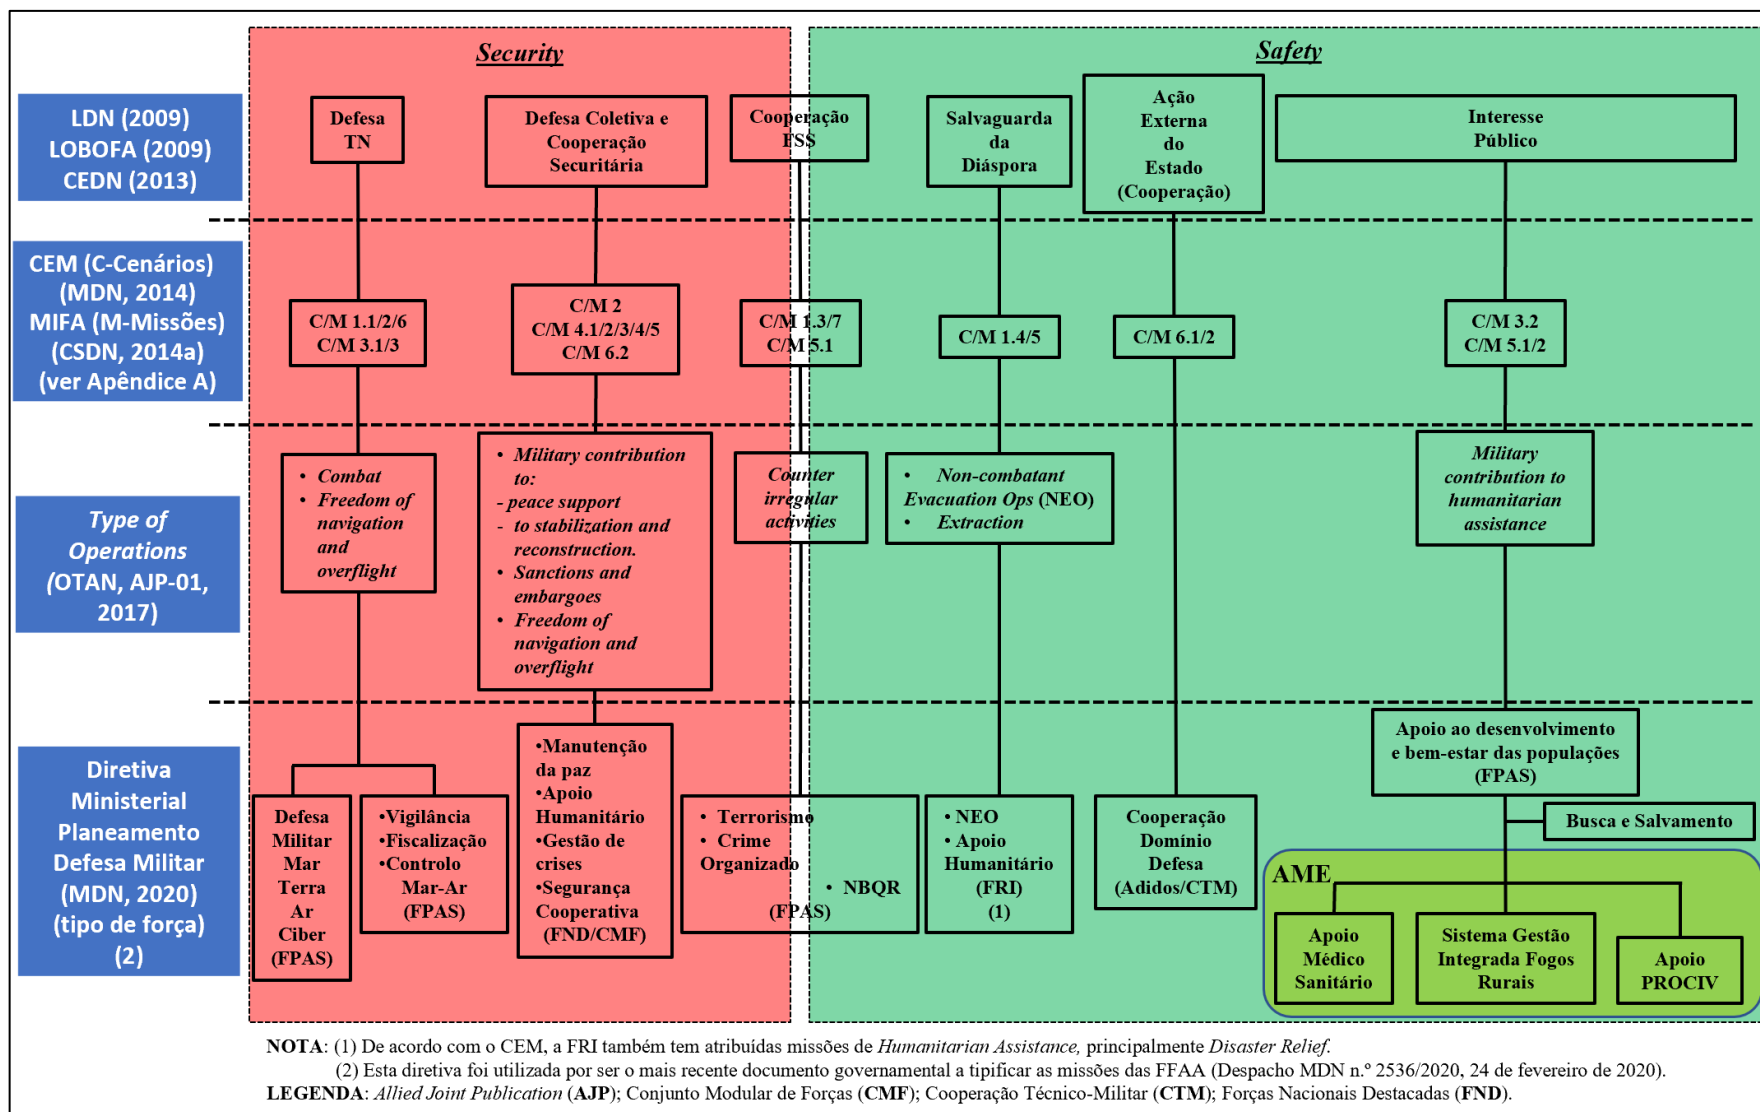 Security
Safety
LDN (2009)
LOBOFA (2009)
CEDN (2013)
Defesa
TN
Defesa Coletiva e
Cooperação
Securitária
Cooperação
FSS
Salvaguarda
da
Diáspora
Ação
Externa
do
Estado
(Cooperação)
Interesse
Público
CEM (C-Cenários)
(MDN, 2014)
MIFA (M-Missões)
(CSDN, 2014a)
(ver Apêndice A)
C/M 1.1/2/6
C/M 3.1/3
C/M 2
C/M 4.1/2/3/4/5
C/M 6.2
C/M 1.3/7
C/M 5.1
C/M 1.4/5
C/M 6.1/2
C/M 3.2
C/M 5.1/2
Type of
Operations
(OTAN, AJP-01,
2017)
• Combat
• Freedom of
navigation
and
overflight
• Military contribution
to:
- peace support
- to stabilization and
reconstruction.
• Sanctions and
embargoes
• Freedom of
navigation and
overflight
Counter
irregular
activities
• Non-combatant
Evacuation Ops (NEO)
• Extraction
Military
contribution to
humanitarian
assistance
Diretiva
Ministerial
Planeamento
Defesa Militar
(MDN, 2020)
(tipo de força)
(2)
Defesa
Militar
Mar
Terra
Ar
Ciber
(FPAS)
•Vigilância
•Fiscalização
•Controlo
Mar-Ar
(FPAS)
•Manutenção
da paz
•Apoio
Humanitário
•Gestão de
crises
•Segurança
Cooperativa
(FND/CMF)
• Terrorismo
• Crime
Organizado
• NBQR
(FPAS)
• NEO
• Apoio
Humanitário
(FRI)
(1)
Cooperação
Domínio
Defesa
(Adidos/CTM)
Apoio ao desenvolvimento
e bem-estar das populações
(FPAS)
Busca e Salvamento
AME
Apoio
Médico
Sanitário
Sistema Gestão
Integrada Fogos
Rurais
Apoio
PROCIV
NOTA: (1) De acordo com o CEM, a FRI também tem atribuídas missões de Humanitarian Assistance, principalmente Disaster Relief.
(2) Esta diretiva foi utilizada por ser o mais recente documento governamental a tipificar as missões das FFAA (Despacho MDN n.º 2536/2020, 24 de fevereiro de 2020).
LEGENDA: Allied Joint Publication (AJP); Conjunto Modular de Forças (CMF); Cooperação Técnico-Militar (CTM); Forças Nacionais Destacadas (FND).